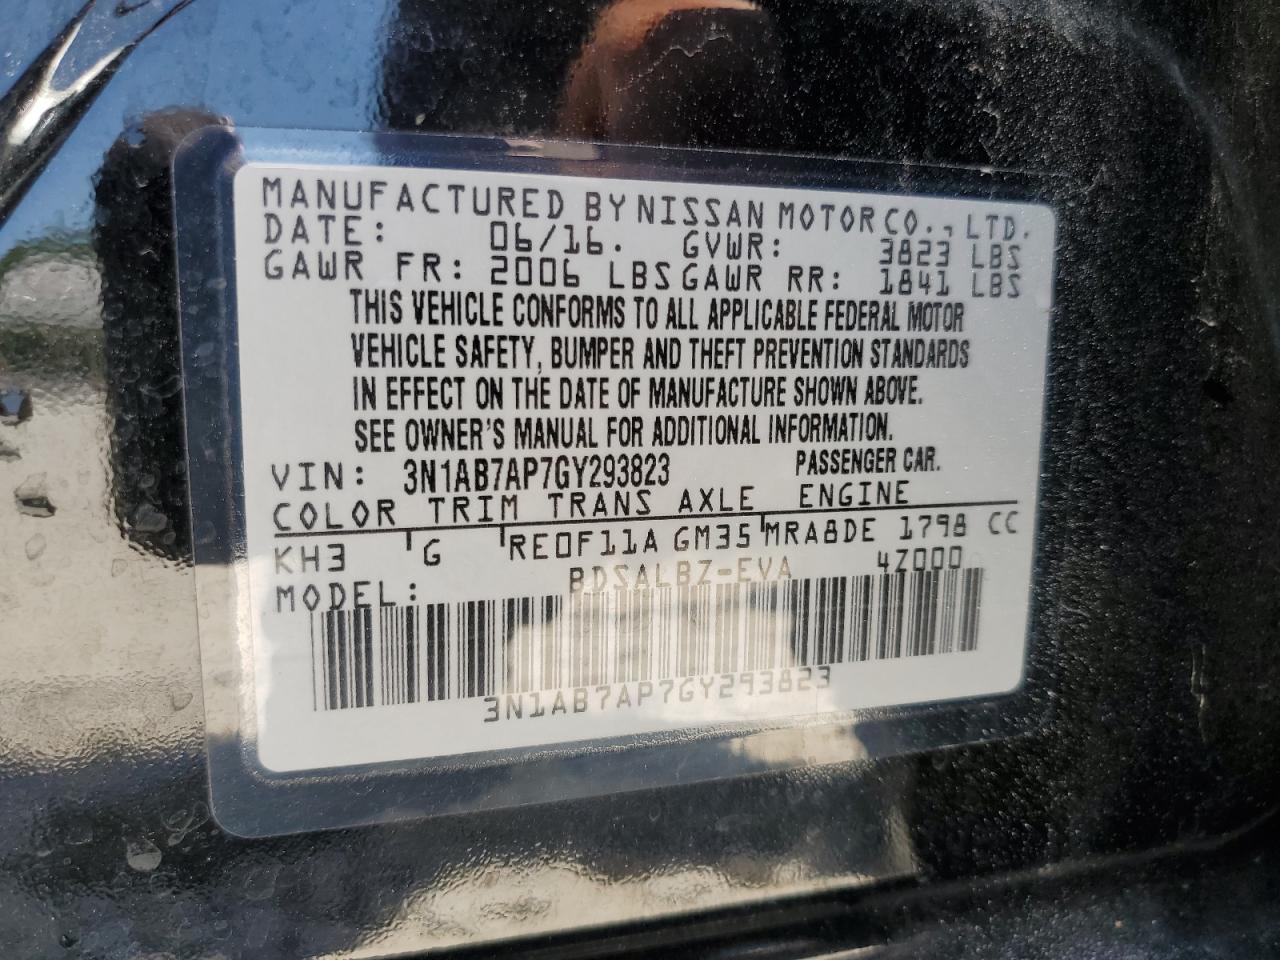 MANUFACTURED BY NISSAN MOTOR CO., LTD.
DATE: 06/16. GVWR: 3823 LBS
GAWR FR: 2006 LBS GAWR RR: 1841 LBS
THIS VEHICLE CONFORMS TO ALL APPLICABLE FEDERAL MOTOR
VEHICLE SAFETY, BUMPER AND THEFT PREVENTION STANDARDS
IN EFFECT ON THE DATE OF MANUFACTURE SHOWN ABOVE.
SEE OWNER'S MANUAL FOR ADDITIONAL INFORMATION.
VIN: 3N1AB7AP7GY293823 PASSENGER CAR.
COLOR TRIM TRANS AXLE ENGINE
KH3 G RE0F11A GM35 MRA8DE 1798 CC
MODEL: BDSALBZ-EVA 4Z000
3N1AB7AP7GY293823